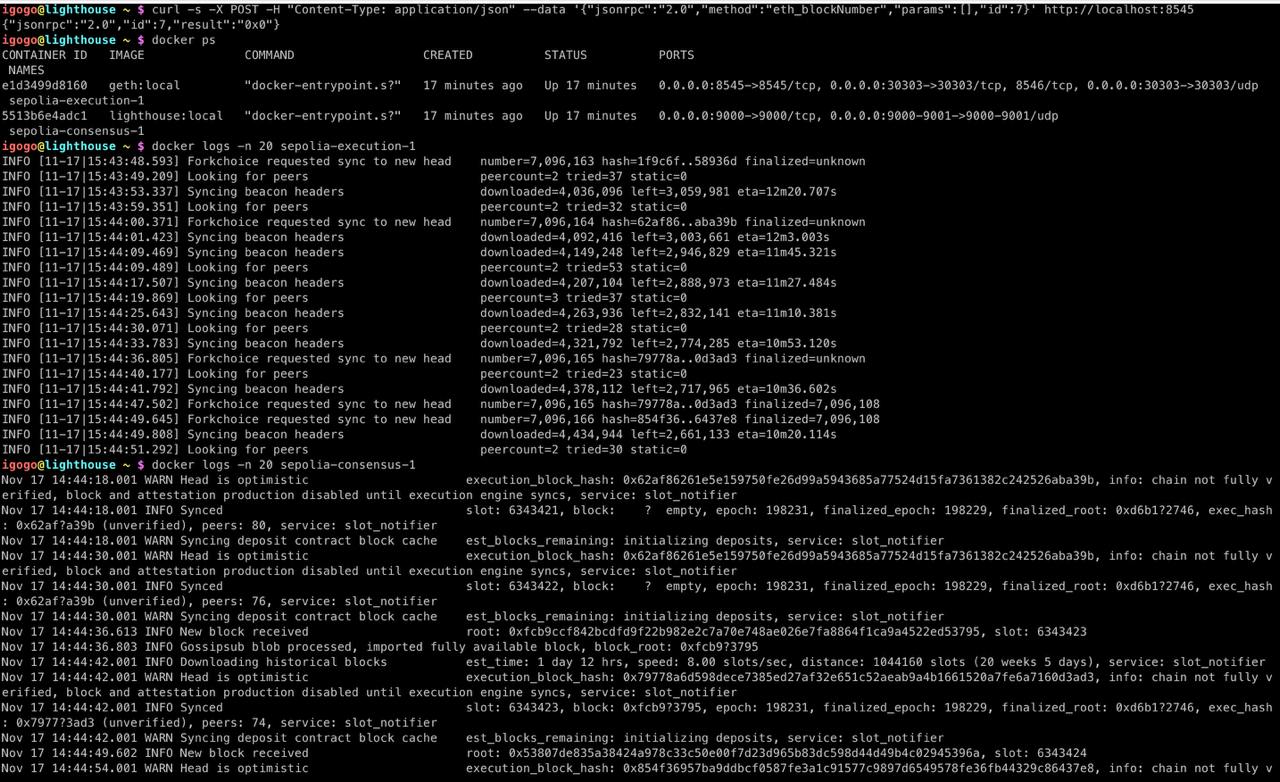 igogo@lighthouse ~ $ curl -s -X POST -H "Content-Type: application/json" --data '{"jsonrpc":"2.0","method":"eth_blockNumber","params":[],"id":7}' http://localhost:8545
{"jsonrpc":"2.0","id":7,"result":"0x0"}
igogo@lighthouse ~ $ docker ps
CONTAINER ID   IMAGE              COMMAND                  CREATED          STATUS          PORTS
 NAMES
e1d3499d8160   geth:local         "docker-entrypoint.s?"   17 minutes ago   Up 17 minutes   0.0.0.0:8545->8545/tcp, 0.0.0.0:30303->30303/tcp, 8546/tcp, 0.0.0.0:30303->30303/udp
 sepolia-execution-1
5513b6e4adc1   lighthouse:local   "docker-entrypoint.s?"   17 minutes ago   Up 17 minutes   0.0.0.0:9000->9000/tcp, 0.0.0.0:9000-9001->9000-9001/udp
 sepolia-consensus-1
igogo@lighthouse ~ $ docker logs -n 20 sepolia-execution-1
INFO [11-17|15:43:48.593] Forkchoice requested sync to new head    number=7,096,163 hash=1f9c6f..58936d finalized=unknown
INFO [11-17|15:43:49.209] Looking for peers                        peercount=2 tried=37 static=0
INFO [11-17|15:43:53.337] Syncing beacon headers                   downloaded=4,036,096 left=3,059,981 eta=12m20.707s
INFO [11-17|15:43:59.351] Looking for peers                        peercount=2 tried=32 static=0
INFO [11-17|15:44:00.371] Forkchoice requested sync to new head    number=7,096,164 hash=62af86..aba39b finalized=unknown
INFO [11-17|15:44:01.423] Syncing beacon headers                   downloaded=4,092,416 left=3,003,661 eta=12m3.003s
INFO [11-17|15:44:09.469] Syncing beacon headers                   downloaded=4,149,248 left=2,946,829 eta=11m45.321s
INFO [11-17|15:44:09.489] Looking for peers                        peercount=2 tried=53 static=0
INFO [11-17|15:44:17.507] Syncing beacon headers                   downloaded=4,207,104 left=2,888,973 eta=11m27.484s
INFO [11-17|15:44:19.869] Looking for peers                        peercount=3 tried=37 static=0
INFO [11-17|15:44:25.643] Syncing beacon headers                   downloaded=4,263,936 left=2,832,141 eta=11m10.381s
INFO [11-17|15:44:30.071] Looking for peers                        peercount=2 tried=28 static=0
INFO [11-17|15:44:33.783] Syncing beacon headers                   downloaded=4,321,792 left=2,774,285 eta=10m53.120s
INFO [11-17|15:44:36.805] Forkchoice requested sync to new head    number=7,096,165 hash=79778a..0d3ad3 finalized=unknown
INFO [11-17|15:44:40.177] Looking for peers                        peercount=2 tried=23 static=0
INFO [11-17|15:44:41.792] Syncing beacon headers                   downloaded=4,378,112 left=2,717,965 eta=10m36.602s
INFO [11-17|15:44:47.502] Forkchoice requested sync to new head    number=7,096,165 hash=79778a..0d3ad3 finalized=7,096,108
INFO [11-17|15:44:49.645] Forkchoice requested sync to new head    number=7,096,166 hash=854f36..6437e8 finalized=7,096,108
INFO [11-17|15:44:49.808] Syncing beacon headers                   downloaded=4,434,944 left=2,661,133 eta=10m20.114s
INFO [11-17|15:44:51.292] Looking for peers                        peercount=2 tried=30 static=0
igogo@lighthouse ~ $ docker logs -n 20 sepolia-consensus-1
Nov 17 14:44:18.001 WARN Head is optimistic                     execution_block_hash: 0x62af86261e5e159750fe26d99a5943685a77524d15fa7361382c242526aba39b, info: chain not fully v
erified, block and attestation production disabled until execution engine syncs, service: slot_notifier
Nov 17 14:44:18.001 INFO Synced                                 slot: 6343421, block:    ?  empty, epoch: 198231, finalized_epoch: 198229, finalized_root: 0xd6b1?2746, exec_hash
: 0x62af?a39b (unverified), peers: 80, service: slot_notifier
Nov 17 14:44:18.001 WARN Syncing deposit contract block cache   est_blocks_remaining: initializing deposits, service: slot_notifier
Nov 17 14:44:30.001 WARN Head is optimistic                     execution_block_hash: 0x62af86261e5e159750fe26d99a5943685a77524d15fa7361382c242526aba39b, info: chain not fully v
erified, block and attestation production disabled until execution engine syncs, service: slot_notifier
Nov 17 14:44:30.001 INFO Synced                                 slot: 6343422, block:    ?  empty, epoch: 198231, finalized_epoch: 198229, finalized_root: 0xd6b1?2746, exec_hash
: 0x62af?a39b (unverified), peers: 76, service: slot_notifier
Nov 17 14:44:30.001 WARN Syncing deposit contract block cache   est_blocks_remaining: initializing deposits, service: slot_notifier
Nov 17 14:44:36.613 INFO New block received                     root: 0xfcb9ccf842bcdfd9f22b982e2c7a70e748ae026e7fa8864f1ca9a4522ed53795, slot: 6343423
Nov 17 14:44:36.803 INFO Gossipsub blob processed, imported fully available block, block_root: 0xfcb9?3795
Nov 17 14:44:42.001 INFO Downloading historical blocks          est_time: 1 day 12 hrs, speed: 8.00 slots/sec, distance: 1044160 slots (20 weeks 5 days), service: slot_notifier
Nov 17 14:44:42.001 WARN Head is optimistic                     execution_block_hash: 0x79778a6d598dece7385ed27af32e651c52aeab9a4b1661520a7fe6a7160d3ad3, info: chain not fully v
erified, block and attestation production disabled until execution engine syncs, service: slot_notifier
Nov 17 14:44:42.001 INFO Synced                                 slot: 6343423, block: 0xfcb9?3795, epoch: 198231, finalized_epoch: 198229, finalized_root: 0xd6b1?2746, exec_hash
: 0x7977?3ad3 (unverified), peers: 74, service: slot_notifier
Nov 17 14:44:42.001 WARN Syncing deposit contract block cache   est_blocks_remaining: initializing deposits, service: slot_notifier
Nov 17 14:44:49.602 INFO New block received                     root: 0x53807de835a38424a978c33c50e00f7d23d965b83dc598d44d49b4c02945396a, slot: 6343424
Nov 17 14:44:54.001 WARN Head is optimistic                     execution_block_hash: 0x854f36957ba9ddbcf0587fe3a1c91577c9897d6549578fe36fb44329c86437e8, info: chain not fully v